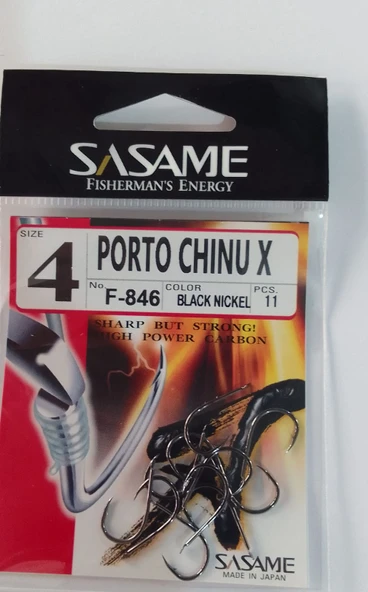 SASAME
FISHERMAN'S ENERGY
SIZE
4
PORTO CHINU X
No. F-846
COLOR
BLACK NICKEL
PCS.
11
SHARP BUT STRONG!
HIGH POWER CARBON
SASAME
MADE IN JAPAN